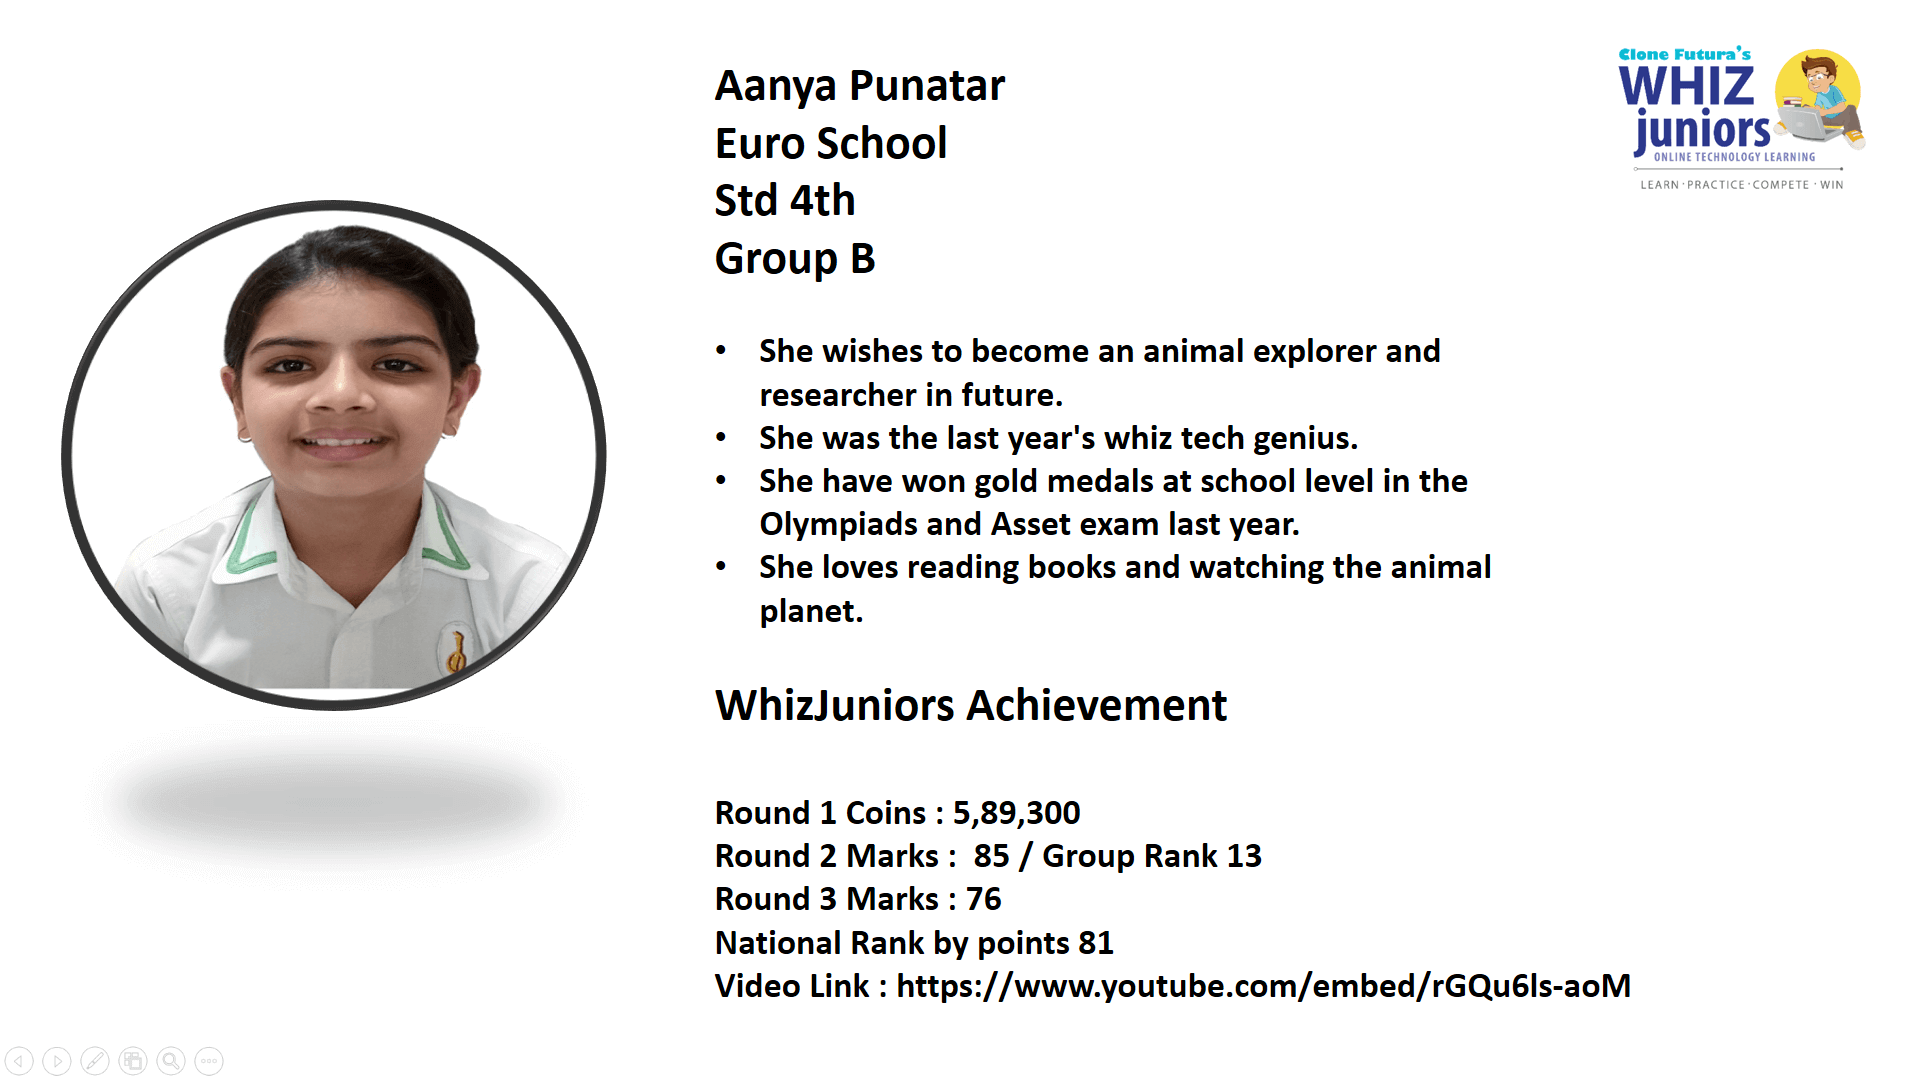 Clone Futura's
WHIZ
juniors
ONLINE TECHNOLOGY LEARNING
LEARN · PRACTICE · COMPETE · WIN
Aanya Punatar
Euro School
Std 4th
Group B
• She wishes to become an animal explorer and
researcher in future.
• She was the last year's whiz tech genius.
• She have won gold medals at school level in the
Olympiads and Asset exam last year.
• She loves reading books and watching the animal
planet.
WhizJuniors Achievement
Round 1 Coins : 5,89,300
Round 2 Marks :  85 / Group Rank 13
Round 3 Marks : 76
National Rank by points 81
Video Link : https://www.youtube.com/embed/rGQu6ls-aoM